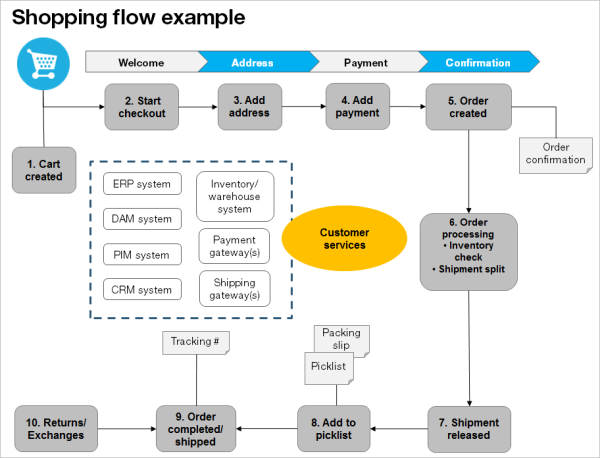 Shopping flow example
Welcome
Address
Payment
Confirmation
2. Start
checkout
3. Add
address
4. Add
payment
5. Order
created
1. Cart
created
Order
confirmation
ERP system
DAM system
PIM system
CRM system
Inventory/
warehouse
system
Payment
gateway(s)
Shipping
gateway(s)
Customer
services
6. Order
processing
• Inventory
check
• Shipment split
Tracking #
Packing
slip
Picklist
10. Returns/
Exchanges
9. Order
completed/
shipped
8. Add to
picklist
7. Shipment
released